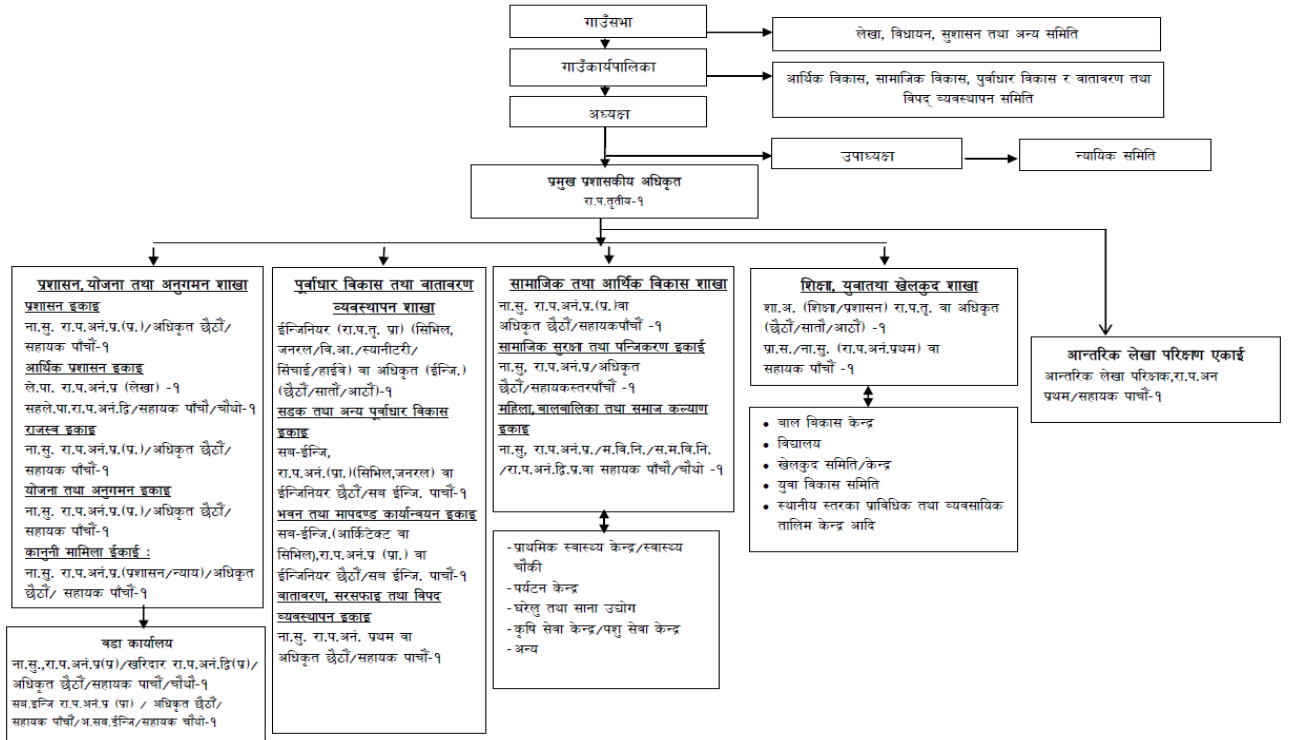 गाउँसभा
लेखा, विधायन, सुशासन तथा अन्य समिति
गाउँकार्यपालिका
आर्थिक विकास, सामाजिक विकास, पुर्वाधार विकास र वातावरण तथा
विपद् व्यवस्थापन समिति
अध्यक्ष
उपाध्यक्ष
न्यायिक समिति
प्रमुख प्रशासकीय अधिकृत
रा.प.तृतीय-१
प्रशासन,योजना तथा अनुगमन शाखा
प्रशासन इकाइ
ना.सु. रा.प.अनं.प्र.(प्र.)/अधिकृत छैठौं/
सहायक पाँचौं-१
आर्थिक प्रशासन इकाइ
ले.पा. रा.प.अनं.प्र (लेखा) -१
सहले.पा.रा.प.अनं.द्वि/सहायक पाँचौ/चौथो-१
राजस्व इकाइ
ना.सु. रा.प.अनं.प्र.(प्र.)/अधिकृत छैठौं/
सहायक पाँचौं-१
योजना तथा अनुगमन इकाइ
ना.सु. रा.प.अनं.प्र.(प्र.)/अधिकृत छैठौं/
सहायक पाँचौं-१
कानुनी मामिला ईकाई :
ना.सु. रा.प.अनं.प्र.(प्रशासन/न्याय)/अधिकृत
छैठौं/ सहायक पाँचौं-१
वडा कार्यालय
ना.सु.,रा.प.अनं.प्र(प्र)/खरिदार रा.प.अनं.द्वि(प्र)/
अधिकृत छैठौं/सहायक पाचौं/चौथौ-१
सब.इन्जि रा.प.अनं.प्र (प्रा) / अधिकृत छैठौं/
सहायक पाँचौं/अ.सब.ईन्जि/सहायक चौथो-१
पूर्वाधार विकास तथा वातावरण
व्यवस्थापन शाखा
ईन्जिनियर (रा.प.तृ. प्रा) (सिभिल,
जनरल/वि.आ./स्यानीटरी/
सिंचाई/हाईवे) वा अधिकृत (ईन्जि.)
(छैठौं/सातौं/आठौं)-१
सडक तथा अन्य पूर्वाधार विकास
इकाइ
सब-ईन्जि,
रा.प.अनं.(प्रा.)(सिभिल,जनरल) वा
ईन्जिनियर छैठौं/सब ईन्जि. पाचौं-१
भवन तथा मापदण्ड कार्यान्वयन इकाइ
सब-ईन्जि.(आर्किटेक्ट वा
सिभिल),रा.प.अनं.प्र (प्रा.) वा
ईन्जिनियर छैठौं/सब ईन्जि. पाचौं-१
वातावरण, सरसफाइ तथा विपद
व्यवस्थापन इकाइ
ना.सु. रा.प.अनं. प्रथम वा
अधिकृत छैठौं/सहायक पाचौं-१
सामाजिक तथा आर्थिक विकास शाखा
ना.सु. रा.प.अनं.प्र.(प्र.)वा
अधिकृत छैठौं/सहायकपाँचौं -१
सामाजिक सुरक्षा तथा पन्जिकरण इकाई
ना.सु, रा.प.अनं.प्र/अधिकृत
छैठौं/सहायकस्तरपाँचौं -१
महिला,बालबालिका तथा समाज कल्याण
इकाइ
ना.सु, रा.प.अनं.प्र./म.वि.नि./स.म.वि.नि.
/रा.प.अनं.द्वि.प्र.वा सहायक पाँचौ/चौथो -१
-प्राथमिक स्वास्थ्य केन्द्र/स्वास्थ्य
चौकी
-पर्यटन केन्द्र
-घरेलु तथा साना उद्योग
-कृषि सेवा केन्द्र/पशु सेवा केन्द्र
-अन्य
शिक्षा, युवातथ खेलकुद शाखा
शा.अ. (शिक्षा/प्रशासन) रा.प.तृ. वा अधिकृत
(छैठौं/सातौं/आठौं) -१
प्रा.स./ना.सु. (रा.प.अनं.प्रथम) वा
सहायक पाँचौं -१
• बाल विकास केन्द्र
• विद्यालय
• खेलकुद समिति/केन्द्र
• युवा विकास समिति
• स्थानीय स्तरका प्राविधिक तथा व्यवसायिक
तालिम केन्द्र आदि
आन्तरिक लेखा परिक्षण एकाई
आन्तरिक लेखा परिक्षक,रा.प.अन
प्रथम/सहायक पाचौं-१